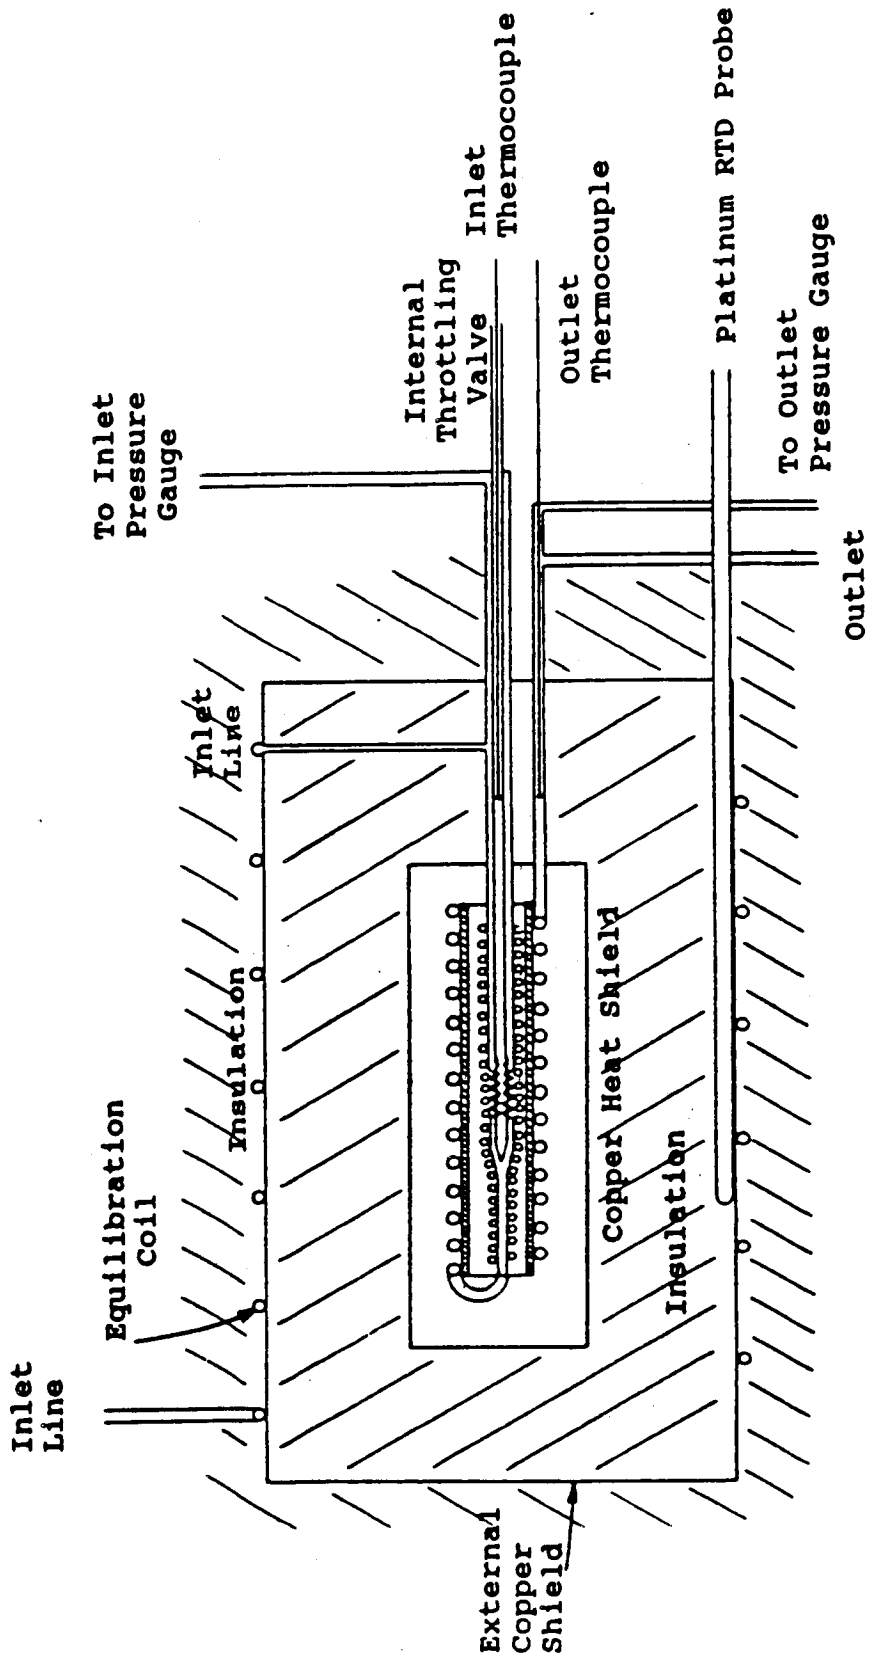 Inlet
Line
Equilibration
Coil
Insulation
Inlet
Line
To Inlet
Pressure
Gauge
Internal
Throttling
Valve
Inlet
Thermocouple
Outlet
Thermocouple
Platinum RTD Probe
To Outlet
Pressure Gauge
Outlet
Copper Heat Shield
Insulation
External
Copper
Shield